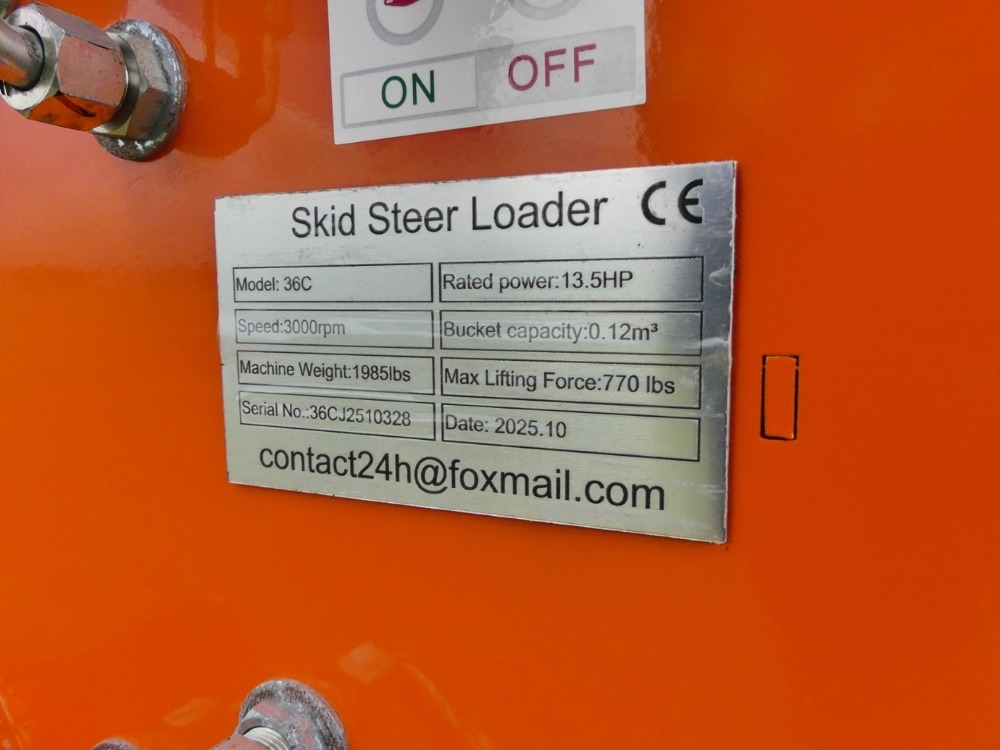 ON OFF
Skid Steer Loader CE
Model: 36C
Rated power:13.5HP
Speed:3000rpm
Bucket capacity:0.12m³
Machine Weight:1985lbs
Max Lifting Force:770 lbs
Serial No.:36CJ2510328
Date: 2025.10
contact24h@foxmail.com